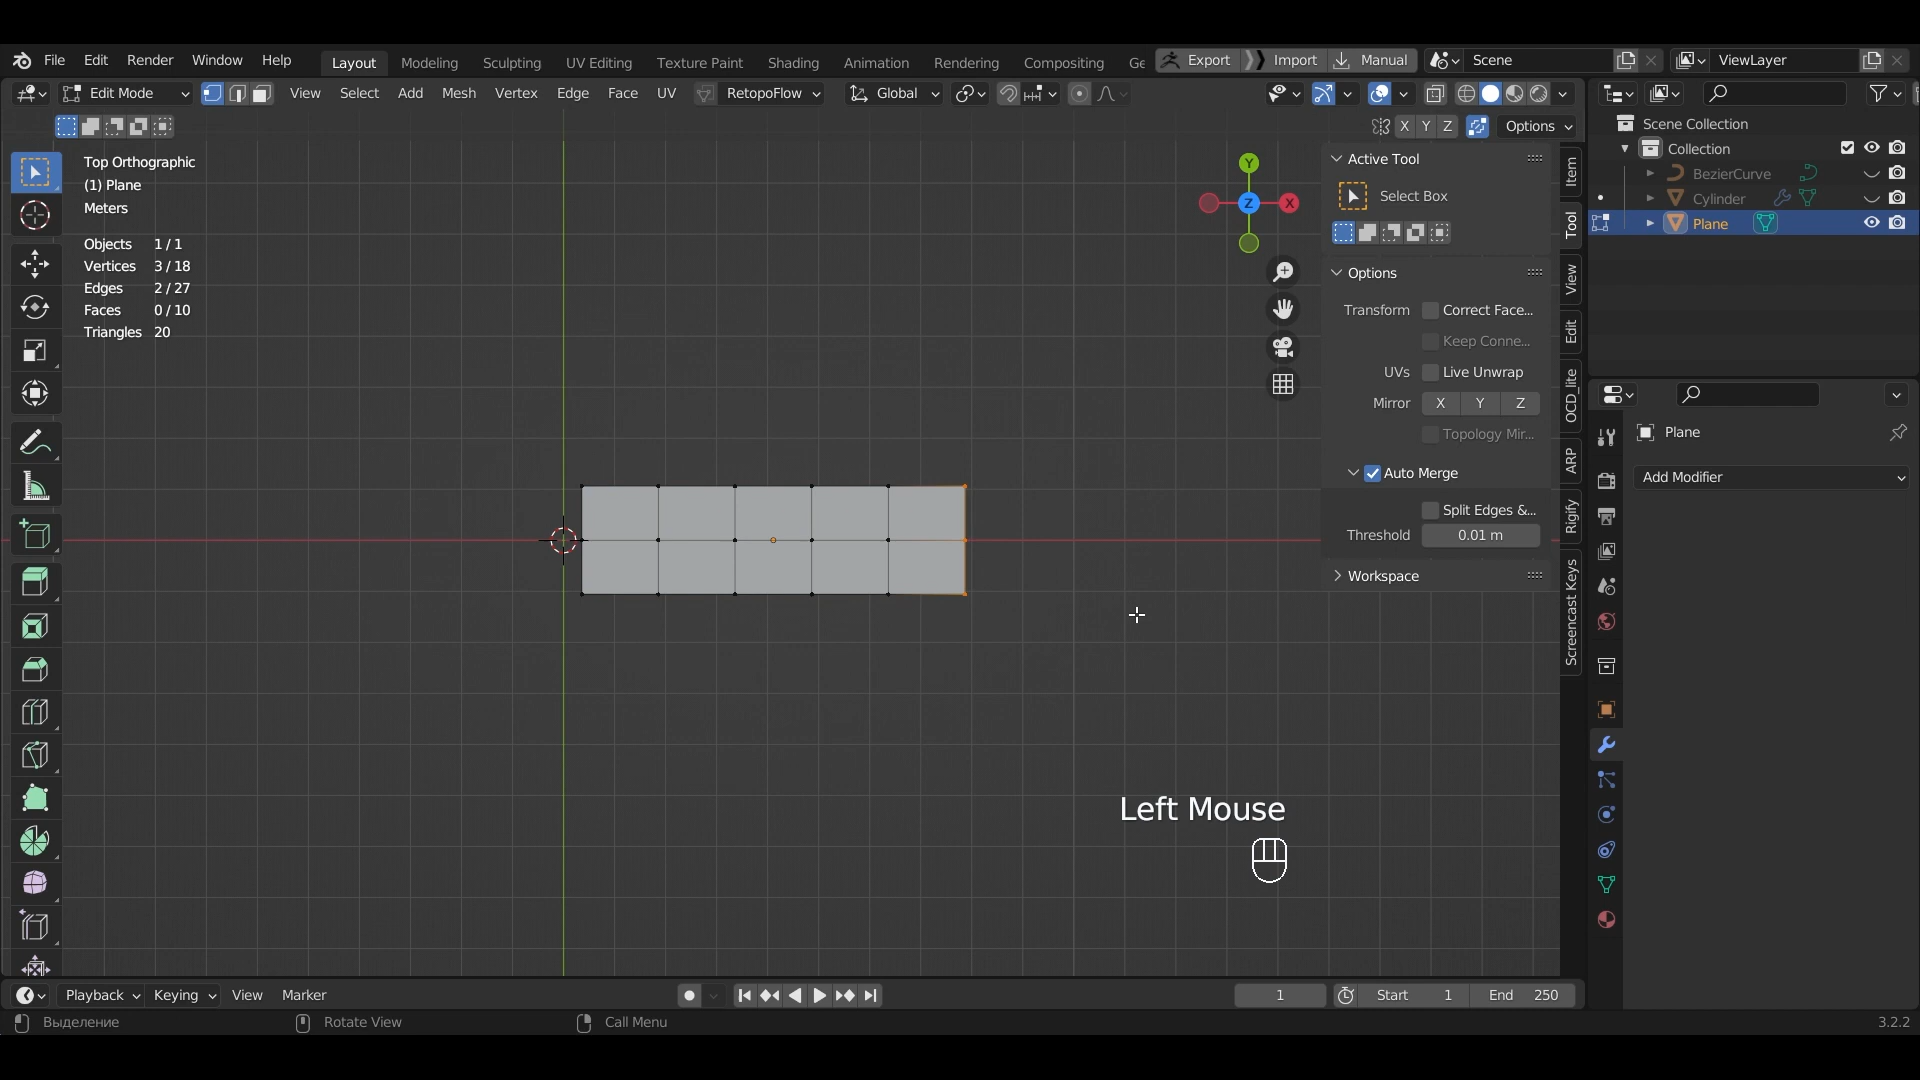 File Edit Render Window Help Layout Modeling Sculpting UV Editing Texture Paint Shading Animation Rendering Compositing Ge Export Import Manual Scene ViewLayer
Edit Mode View Select Add Mesh Vertex Edge Face UV RetopoFlow Global
X Y Z Options
Top Orthographic
(1) Plane
Meters
Objects 1 / 1
Vertices 3 / 18
Edges 2 / 27
Faces 0 / 10
Triangles 20
Y
Z
X
Active Tool
Select Box
Options
Transform Correct Face...
Keep Conne...
UVs Live Unwrap
Mirror X Y Z
Topology Mir...
Auto Merge
Split Edges &...
Threshold 0.01 m
Workspace
Item
Tool
View
Edit
OCD_lite
ARP
Rigify
Screencast Keys
Scene Collection
Collection
BezierCurve
Cylinder
Plane
Plane
Add Modifier
Left Mouse
Playback Keying View Marker 1 Start 1 End 250
Выделение Rotate View Call Menu 3.2.2